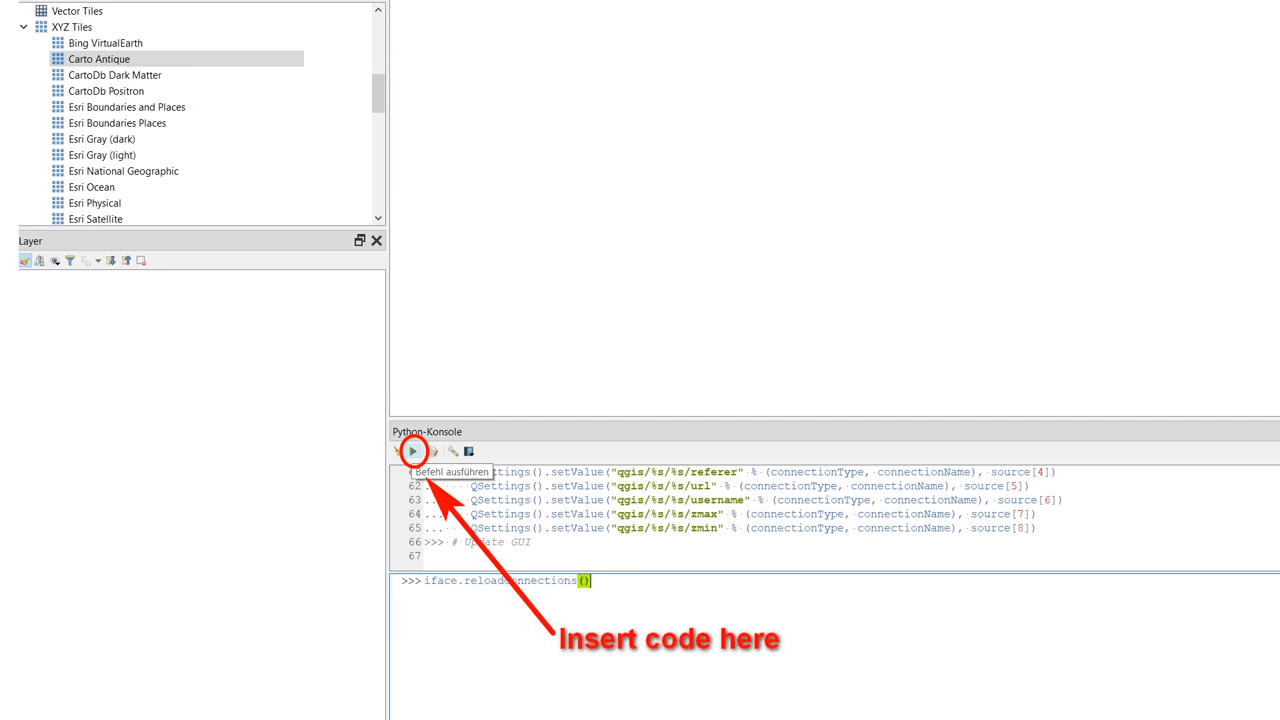 Vector Tiles
XYZ Tiles
Bing VirtualEarth
Carto Antique
CartoDb Dark Matter
CartoDb Positron
Esri Boundaries and Places
Esri Boundaries Places
Esri Gray (dark)
Esri Gray (light)
Esri National Geographic
Esri Ocean
Esri Physical
Esri Satellite
Layer
Python-Konsole
Befehl ausführen
ettings().setValue("qgis/%s/%s/referer" % (connectionType, connectionName), source[4])
62 ... QSettings().setValue("qgis/%s/%s/url" % (connectionType, connectionName), source[5])
63 ... QSettings().setValue("qgis/%s/%s/username" % (connectionType, connectionName), source[6])
64 ... QSettings().setValue("qgis/%s/%s/zmax" % (connectionType, connectionName), source[7])
65 ... QSettings().setValue("qgis/%s/%s/zmin" % (connectionType, connectionName), source[8])
66 >>> # Update GUI
67
>>> iface.reloadConnections()
Insert code here